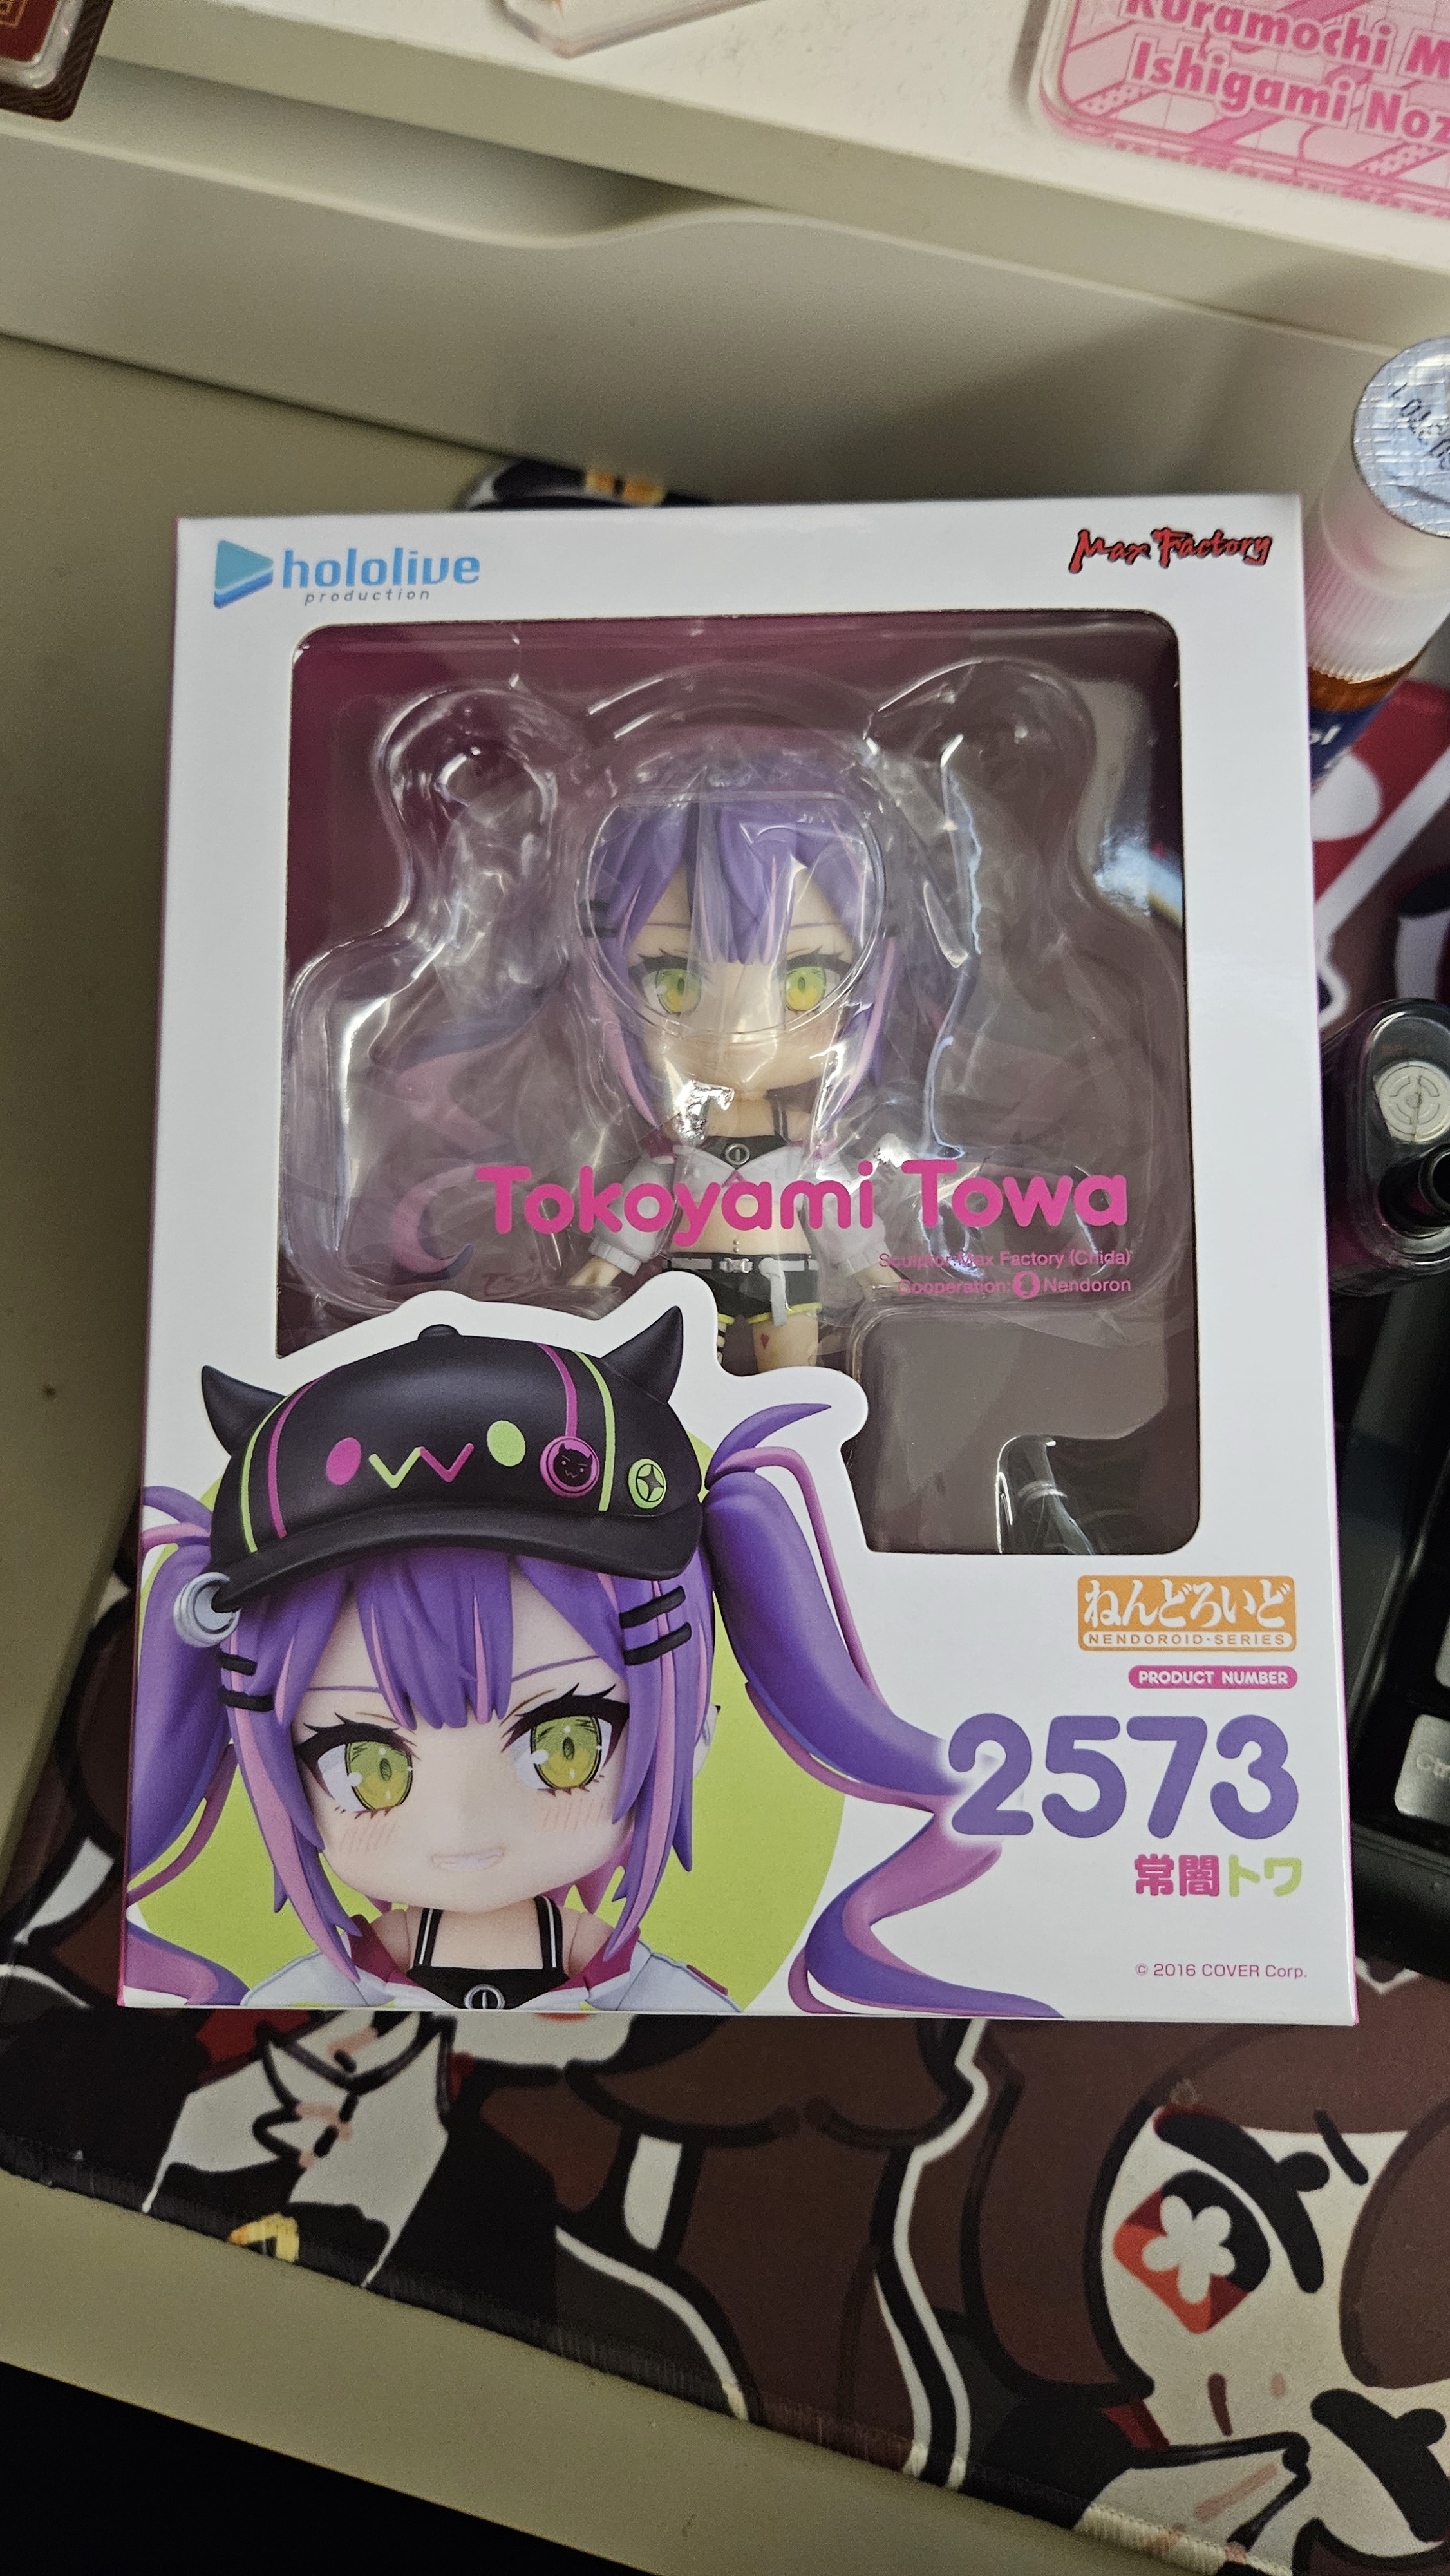 Kuramochi M
Ishigami Noz
hololive
production
Max Factory
Tokoyami Towa
Sculptor: Max Factory (Chida)
Cooperation: Nendoron
ねんどろいど
NENDOROID·SERIES
PRODUCT NUMBER
2573
常闇トワ
© 2016 COVER Corp.